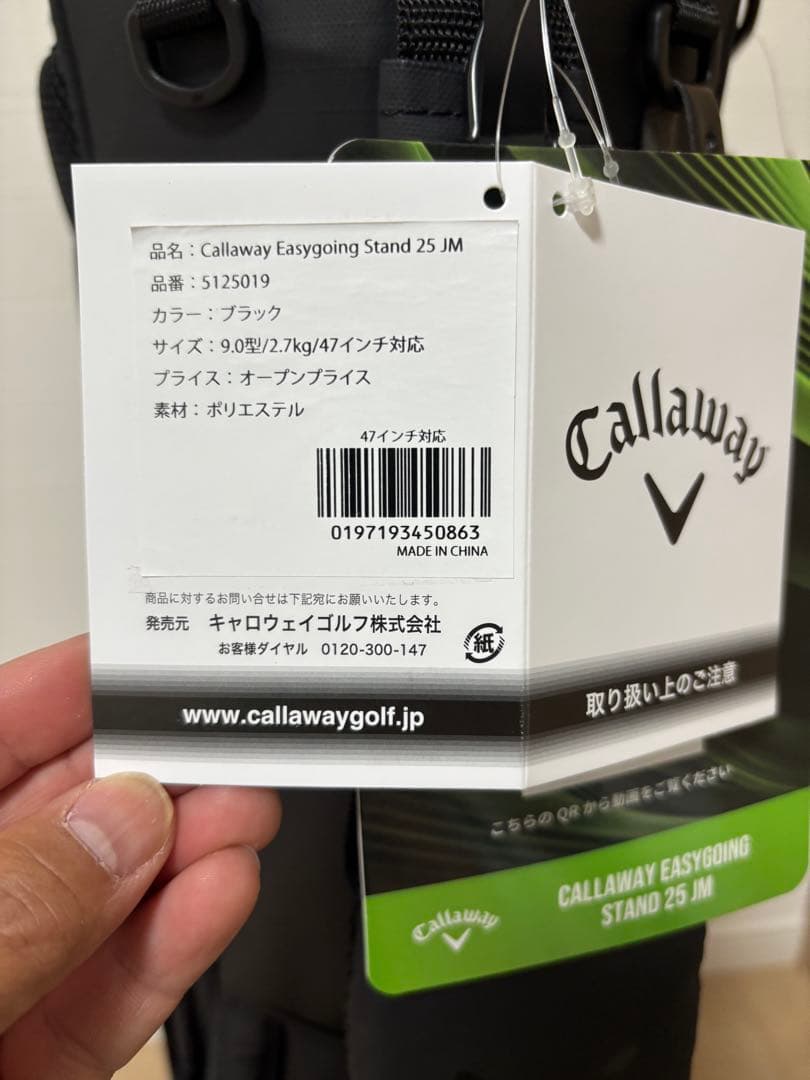 品名：Callaway Easygoing Stand 25 JM
品番：5125019
カラー：ブラック
サイズ：9.0型/2.7kg/47インチ対応
プライス：オープンプライス
素材：ポリエステル
47インチ対応
0197193450863
MADE IN CHINA
商品に対するお問い合せは下記宛にお願いいたします。
発売元 キャロウェイゴルフ株式会社
お客様ダイヤル 0120-300-147
紙
www.callawaygolf.jp
Callaway
取り扱い上のご注意
こちらの QR から動画をご覧ください
Callaway
CALLAWAY EASYGOING
STAND 25 JM